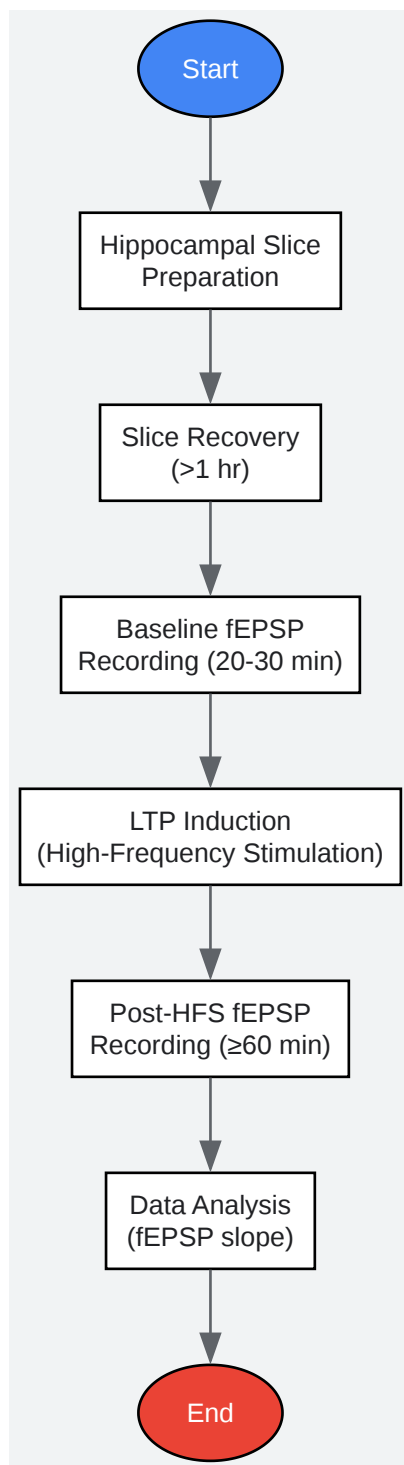 Start
Hippocampal Slice
Preparation
Slice Recovery
(>1 hr)
Baseline fEPSP
Recording (20-30 min)
LTP Induction
(High-Frequency Stimulation)
Post-HFS fEPSP
Recording (≥60 min)
Data Analysis
(fEPSP slope)
End